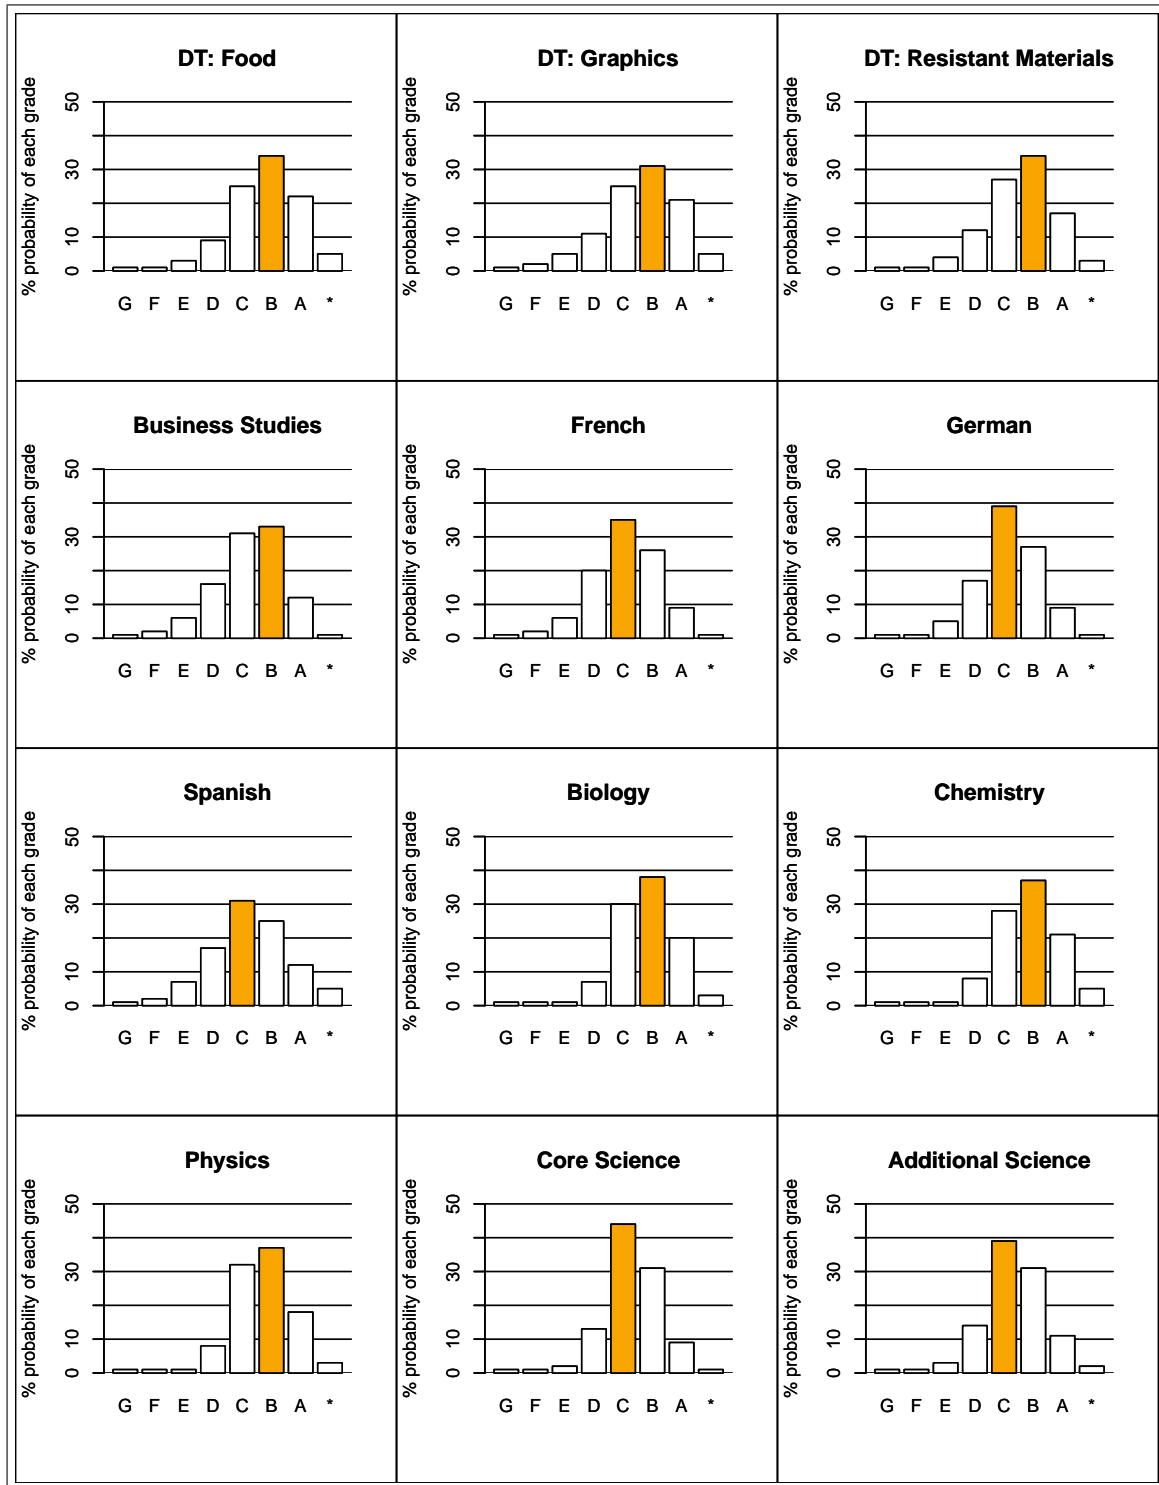 DT: Food
% probability of each grade
50
30
10
0
G F E D C B A *
DT: Graphics
% probability of each grade
50
30
10
0
G F E D C B A *
DT: Resistant Materials
% probability of each grade
50
30
10
0
G F E D C B A *
Business Studies
% probability of each grade
50
30
10
0
G F E D C B A *
French
% probability of each grade
50
30
10
0
G F E D C B A *
German
% probability of each grade
50
30
10
0
G F E D C B A *
Spanish
% probability of each grade
50
30
10
0
G F E D C B A *
Biology
% probability of each grade
50
30
10
0
G F E D C B A *
Chemistry
% probability of each grade
50
30
10
0
G F E D C B A *
Physics
% probability of each grade
50
30
10
0
G F E D C B A *
Core Science
% probability of each grade
50
30
10
0
G F E D C B A *
Additional Science
% probability of each grade
50
30
10
0
G F E D C B A *